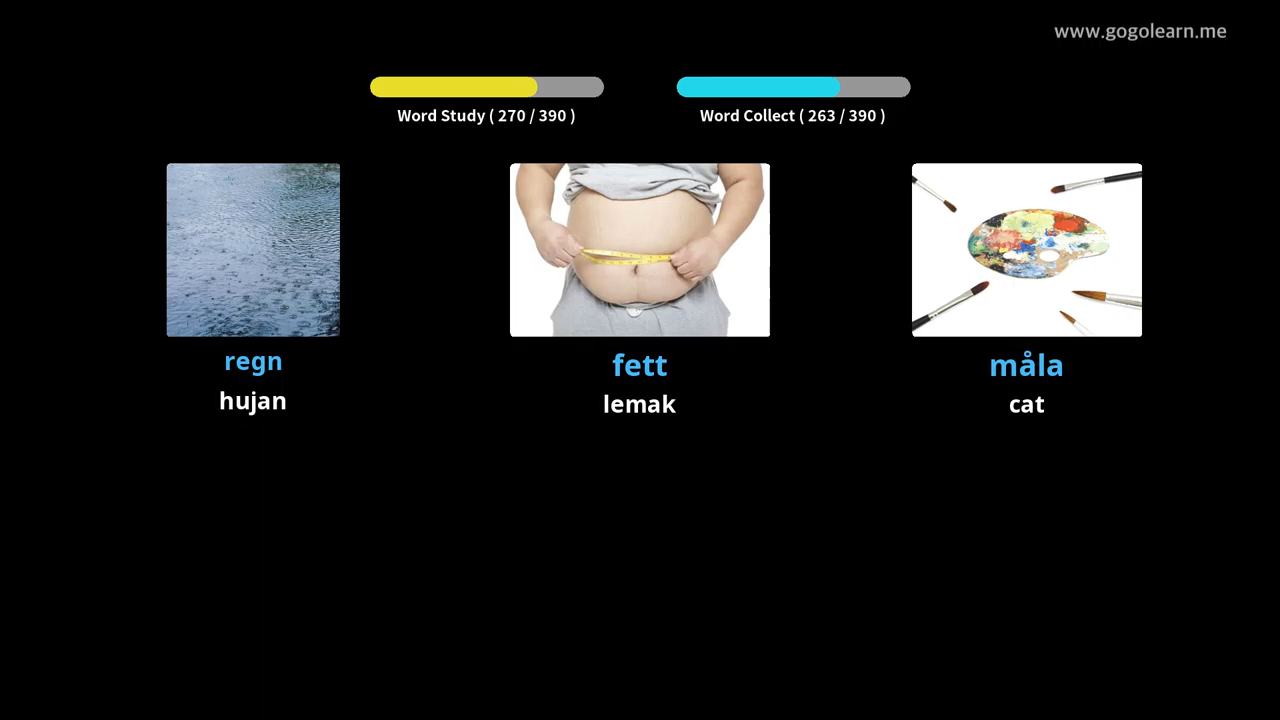 www.gogolearn.me
Word Study ( 270 / 390 )
Word Collect ( 263 / 390 )
regn
hujan
fett
lemak
måla
cat